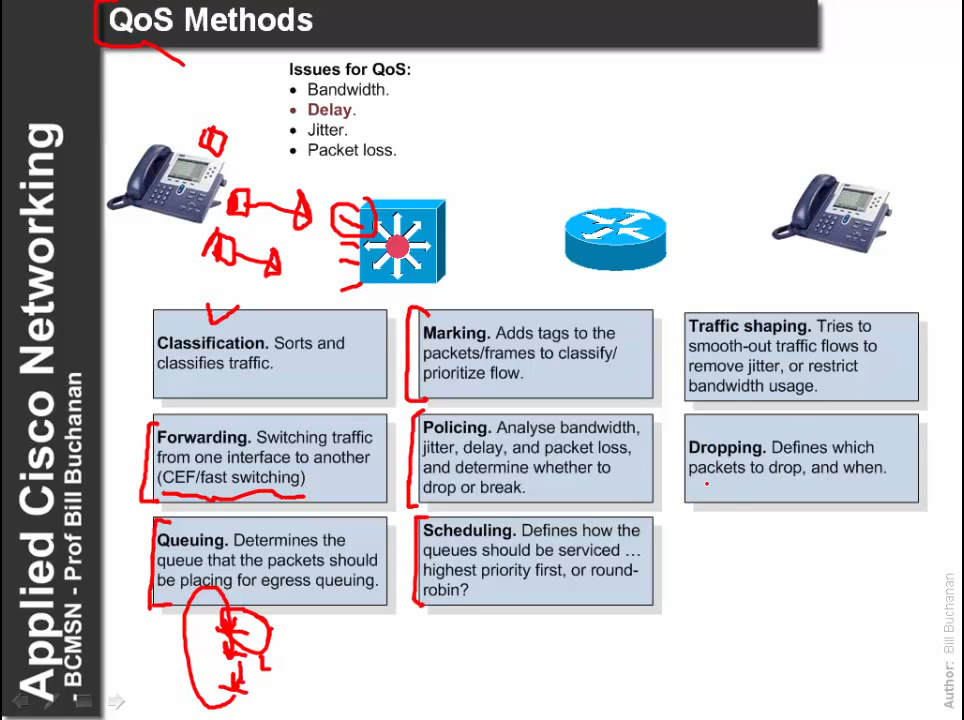 QoS Methods
Issues for QoS:
• Bandwidth.
• Delay.
• Jitter.
• Packet loss.
Classification. Sorts and
classifies traffic.
Marking. Adds tags to the
packets/frames to classify/
prioritize flow.
Traffic shaping. Tries to
smooth-out traffic flows to
remove jitter, or restrict
bandwidth usage.
Forwarding. Switching traffic
from one interface to another
(CEF/fast switching)
Policing. Analyse bandwidth,
jitter, delay, and packet loss,
and determine whether to
drop or break.
Dropping. Defines which
packets to drop, and when.
Queuing. Determines the
queue that the packets should
be placing for egress queuing.
Scheduling. Defines how the
queues should be serviced ...
highest priority first, or round-
robin?
Applied Cisco Networking
- BCMSN - Prof Bill Buchanan
Author: Bill Buchanan